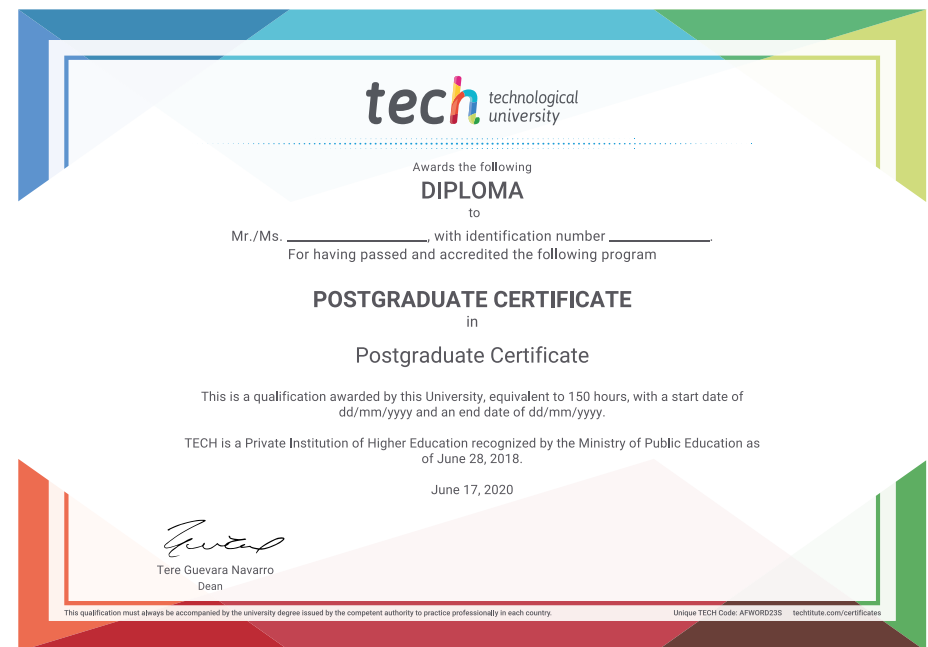 tech technological
university
Awards the following
DIPLOMA
to
Mr./Ms. ____________________, with identification number ______________.
For having passed and accredited the following program
POSTGRADUATE CERTIFICATE
in
Postgraduate Certificate
This is a qualification awarded by this University, equivalent to 150 hours, with a start date of
dd/mm/yyyy and an end date of dd/mm/yyyy.
TECH is a Private Institution of Higher Education recognized by the Ministry of Public Education as
of June 28, 2018.
June 17, 2020
Tere Guevara Navarro
Dean
This qualification must always be accompanied by the university degree issued by the competent authority to practice professionally in each country. Unique TECH Code: AFWORD23S techtitute.com/certificates